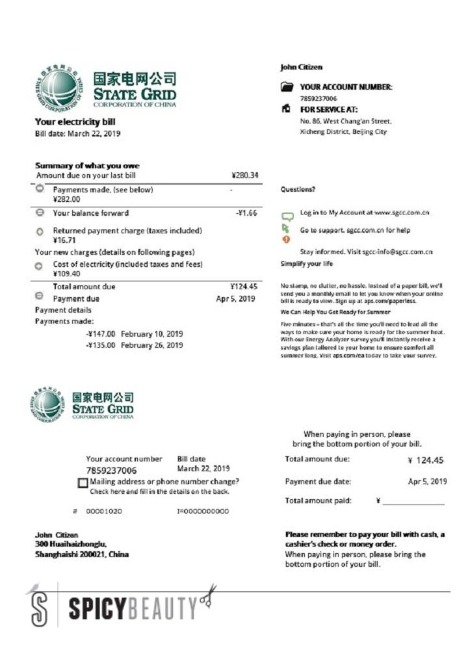 国家电网公司
STATE GRID
CORPORATION OF CHINA
Your electricity bill
Bill date: March 22, 2019
John Citizen
YOUR ACCOUNT NUMBER:
7859237006
FOR SERVICE AT:
No. 86, West Chang'an Street,
Xicheng District, Beijing City
Summary of what you owe
Amount due on your last bill ¥280.34
Payments made, (see below) -
¥282.00
Your balance forward -¥1.66
Returned payment charge (taxes included)
¥16.71
Your new charges (details on following pages)
Cost of electricity (included taxes and fees)
¥109.40
Total amount due ¥124.45
Payment due Apr 5, 2019
Payment details
Payments made:
-¥147.00 February 10, 2019
-¥135.00 February 26, 2019
Questions?
Log in to My Account at www.sgcc.com.cn
Go to support. sgcc.com.cn for help
Stay informed. Visit sgcc-info@sgcc.com.cn
Simplify your life
No stamp, no clutter, no hassle. Instead of a paper bill, we'll
send you a monthly email to let you know when your online
bill is ready to view. Sign up at aps.com/paperless.
We Can Help You Get Ready for Summer
Five minutes – that's all the time you'll need to lead all the
ways to make sure your home is ready for the summer heat.
With our Energy Analyzer survey you'll instantly receive a
savings plan tailored to your home to ensure comfort all
summer long. Visit aps.com/ea today to take your survey.
国家电网公司
STATE GRID
CORPORATION OF CHINA
When paying in person, please
bring the bottom portion of your bill.
Your account number Bill date
7859237006 March 22, 2019
Mailing address or phone number change?
Check here and fill in the details on the back.
# 00001020 I=0000000000
Total amount due: ¥ 124.45
Payment due date: Apr 5, 2019
Total amount paid: ¥
John Citizen
300 Huaihaizhonglu,
Shanghaishi 200021, China
Please remember to pay your bill with cash, a
cashier's check or money order.
When paying in person, please bring the
bottom portion of your bill.
S SPICYBEAUTY